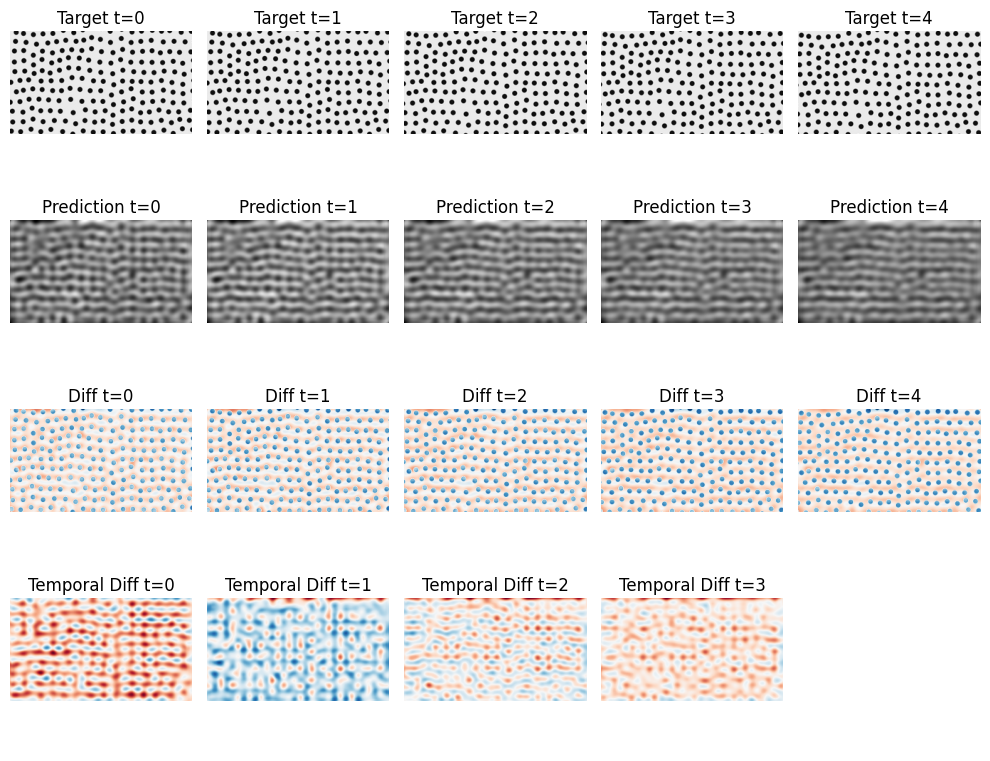 Target t=0 Target t=1 Target t=2 Target t=3 Target t=4
Prediction t=0 Prediction t=1 Prediction t=2 Prediction t=3 Prediction t=4
Diff t=0 Diff t=1 Diff t=2 Diff t=3 Diff t=4
Temporal Diff t=0 Temporal Diff t=1 Temporal Diff t=2 Temporal Diff t=3